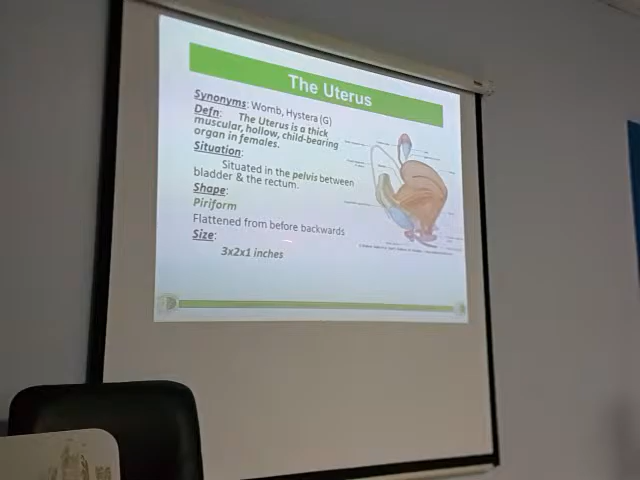 The Uterus
Synonyms: Womb, Hystera (G)
Defn: The Uterus is a thick
muscular, hollow, child-bearing
organ in females.
Situation:
Situated in the pelvis between
bladder & the rectum.
Shape:
Piriform
Flattened from before backwards
Size:
3x2x1 inches